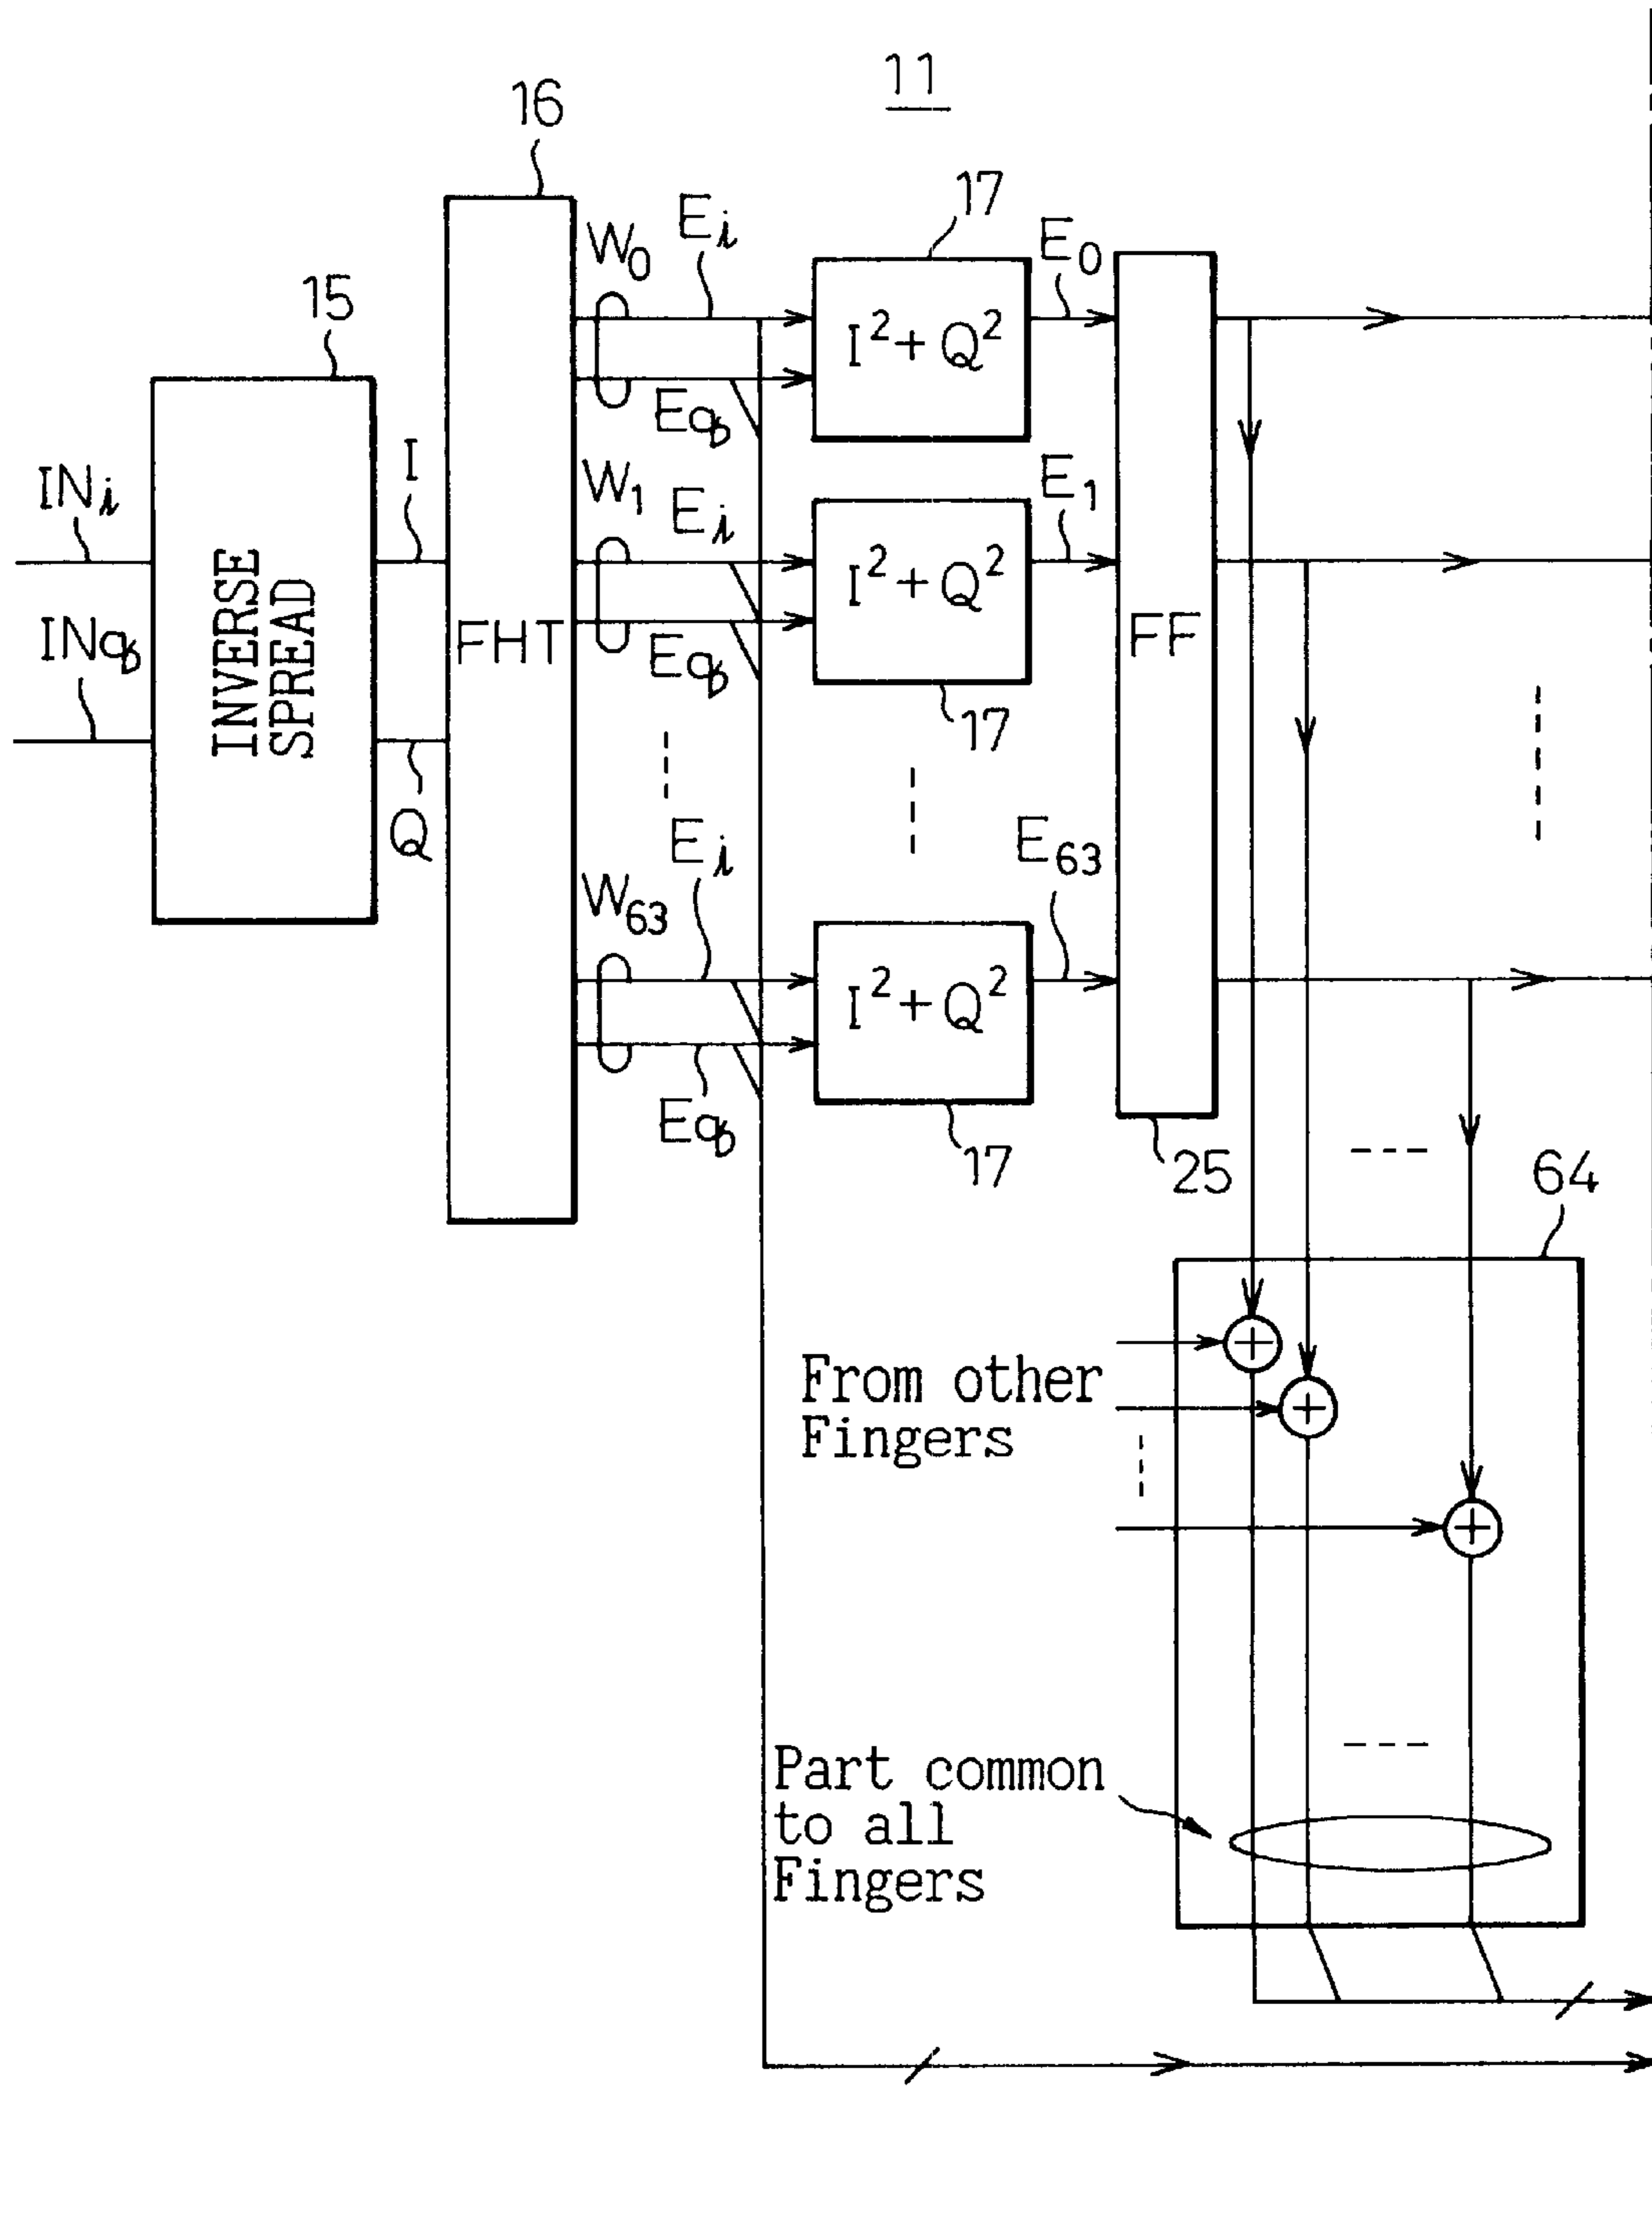 11
16
17
W0
Ei
E0
15
I² + Q²
Eq
INi
I
W1
Ei
E1
INVERSE
SPREAD
I² + Q²
INq
FHT
Eq
FF
17
Q
Ei
E63
W63
I² + Q²
Eq
17
25
64
+
From other
Fingers
+
+
Part common
to all
Fingers